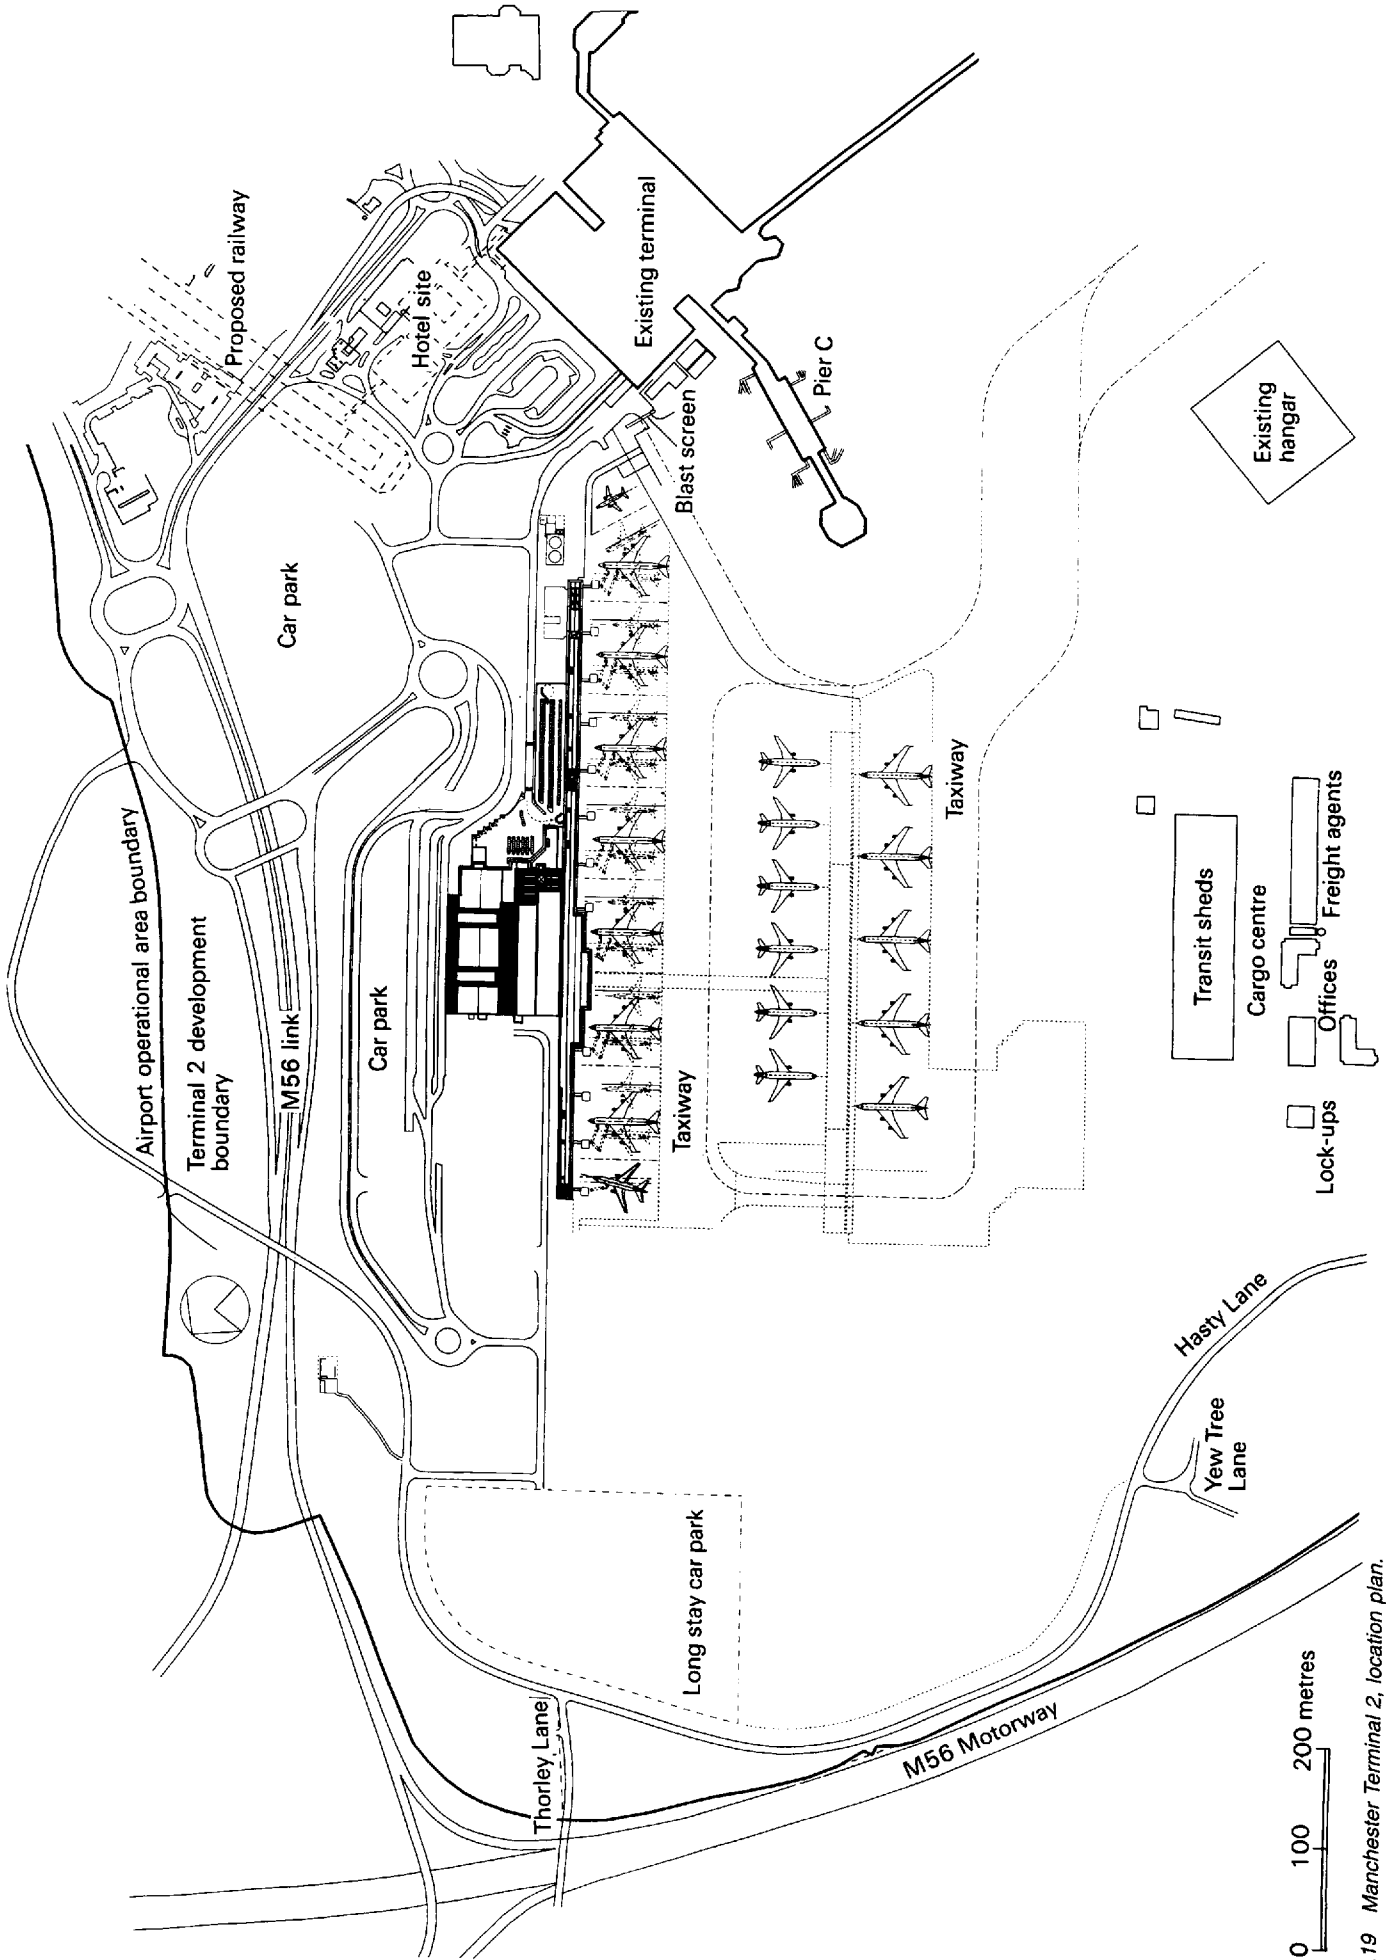 Thorley Lane
Long stay car park
M56 Motorway
Hasty Lane
Yew Tree
Lane
Airport operational area boundary
Terminal 2 development
boundary
M56 link
Car park
Car park
Proposed railway
Hotel site
Existing terminal
Blast screen
Pier C
Taxiway
Taxiway
Existing
hangar
Transit sheds
Cargo centre
Lock-ups
Offices
Freight agents
0 100 200 metres
19 Manchester Terminal 2, location plan.